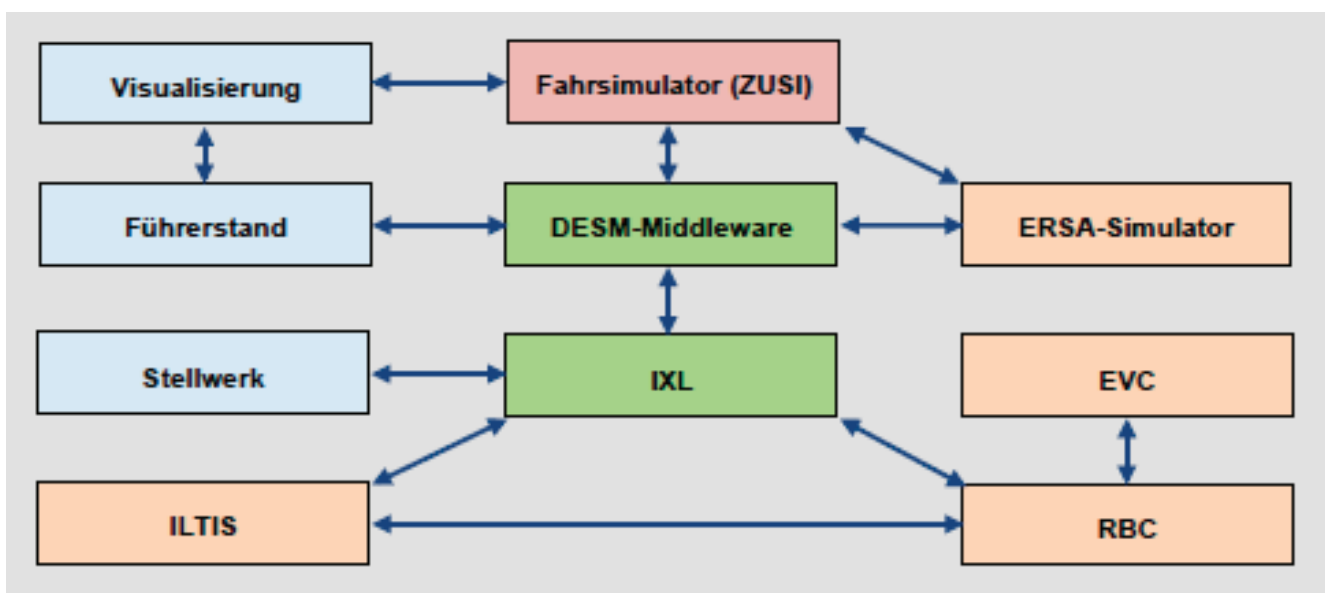 Visualisierung
Fahrsimulator (ZUSI)
Führerstand
DESM-Middleware
ERSA-Simulator
Stellwerk
IXL
EVC
ILTIS
RBC